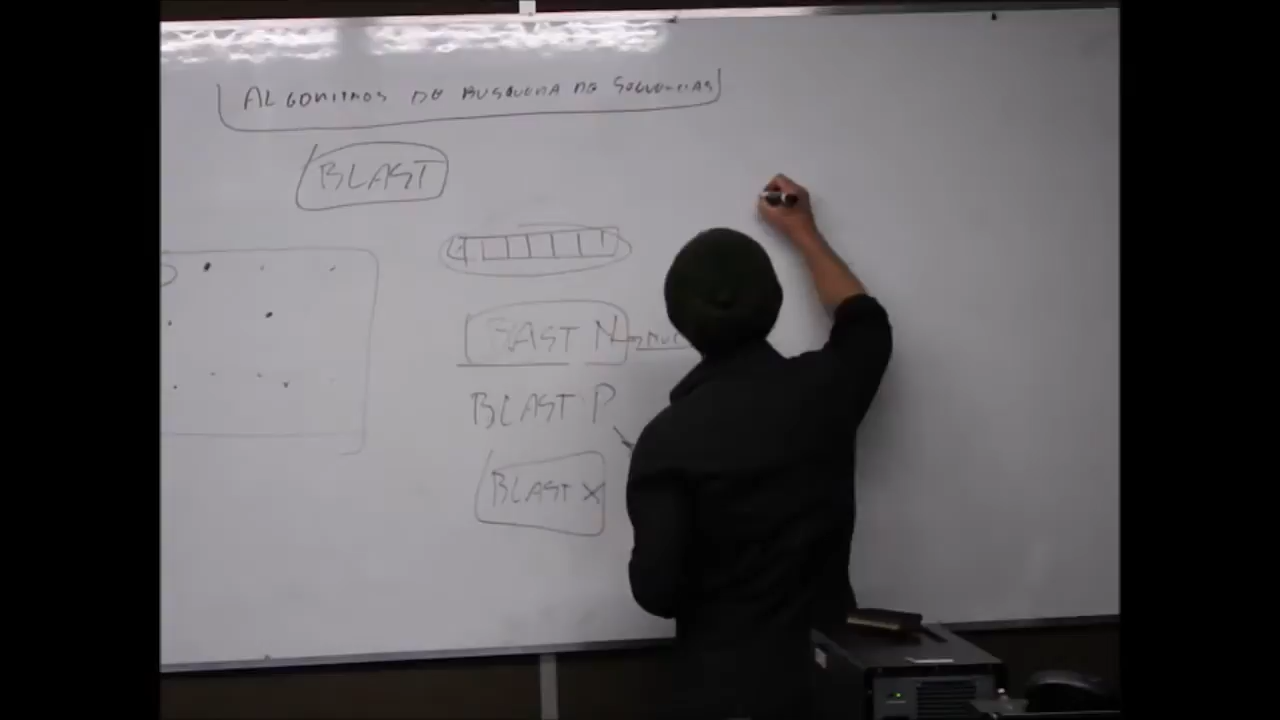 ALGORITMOS DE BUSQUEDA DE SECUENCIAS
BLAST
BLAST N
BLAST P
BLAST X